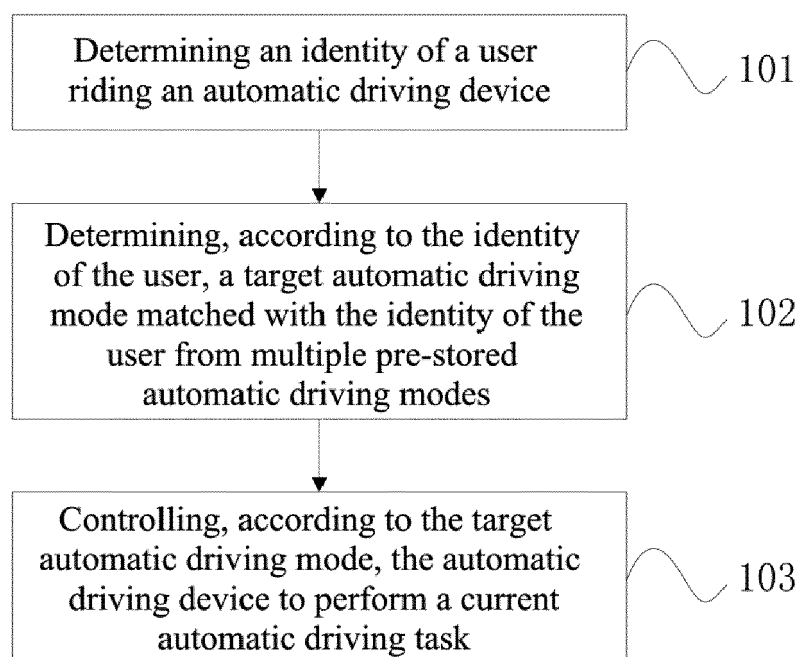 Determining an identity of a user
riding an automatic driving device
101
Determining, according to the identity
of the user, a target automatic driving
mode matched with the identity of the
user from multiple pre-stored
automatic driving modes
102
Controlling, according to the target
automatic driving mode, the automatic
driving device to perform a current
automatic driving task
103